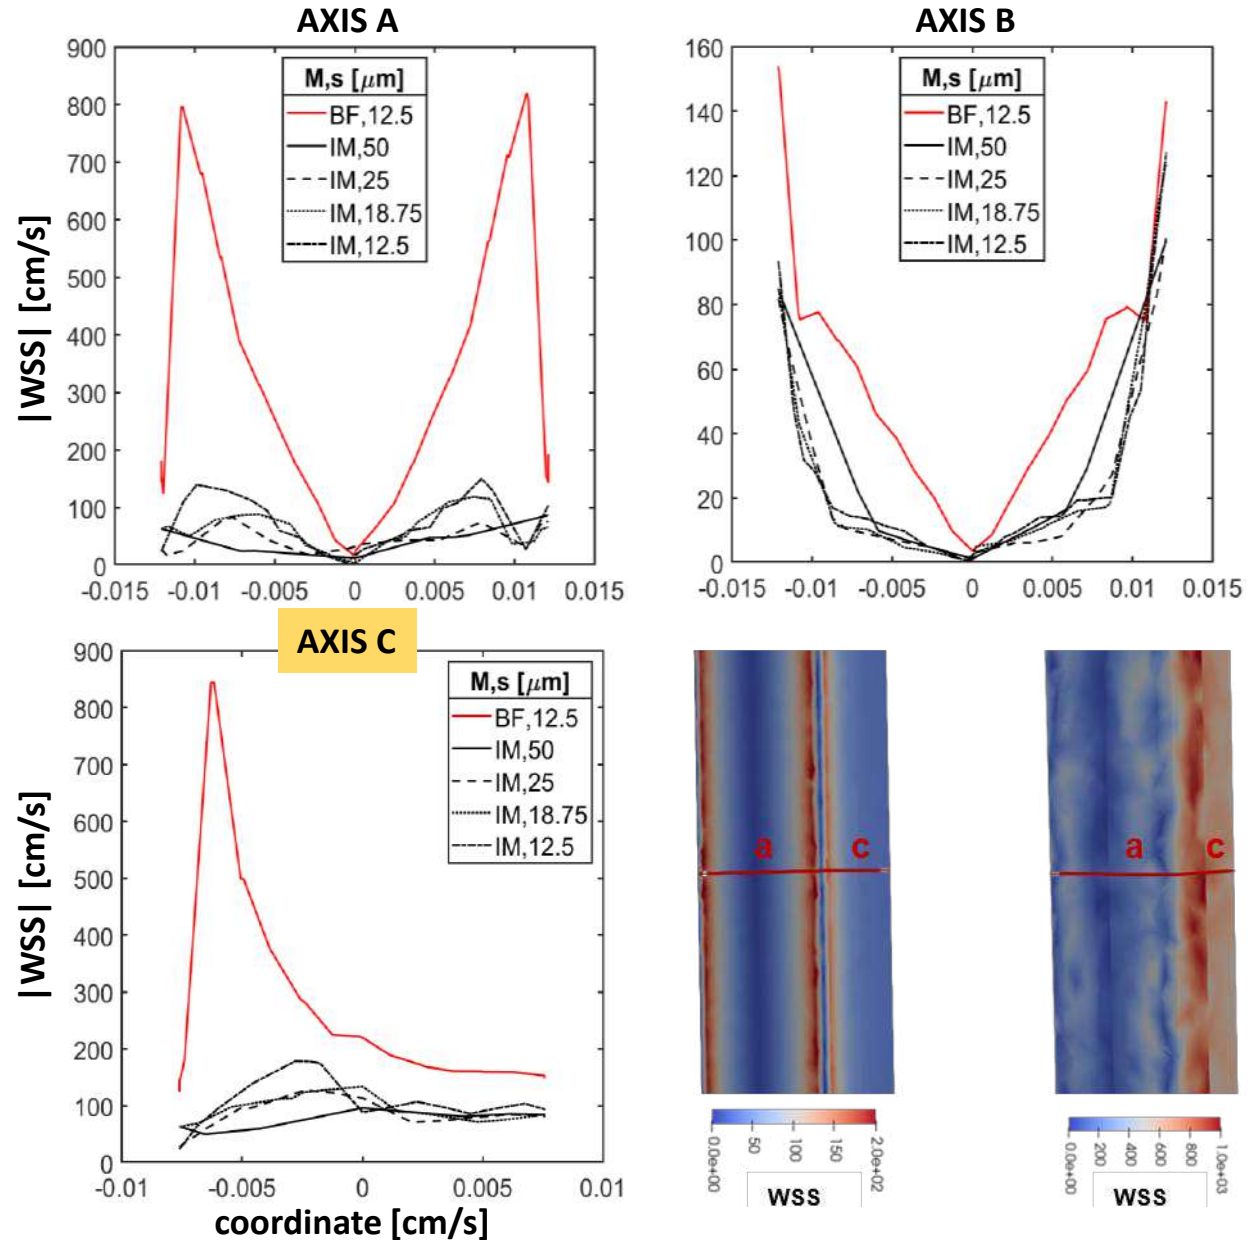 AXIS A
|WSS| [cm/s]
900
800
700
600
500
400
300
200
100
0
M,s [μm]
BF,12.5
IM,50
IM,25
IM,18.75
IM,12.5
-0.015 -0.01 -0.005 0 0.005 0.01 0.015
AXIS B
160
140
120
100
80
60
40
20
0
M,s [μm]
BF,12.5
IM,50
IM,25
IM,18.75
IM,12.5
-0.015 -0.01 -0.005 0 0.005 0.01 0.015
AXIS C
|WSS| [cm/s]
900
800
700
600
500
400
300
200
100
0
M,s [μm]
BF,12.5
IM,50
IM,25
IM,18.75
IM,12.5
-0.01 -0.005 0 0.005 0.01
coordinate [cm/s]
a c
0.0e+00 50 100 150 2.0e+02
WSS
a c
0.0e+00 200 400 600 800 1.0e+03
WSS